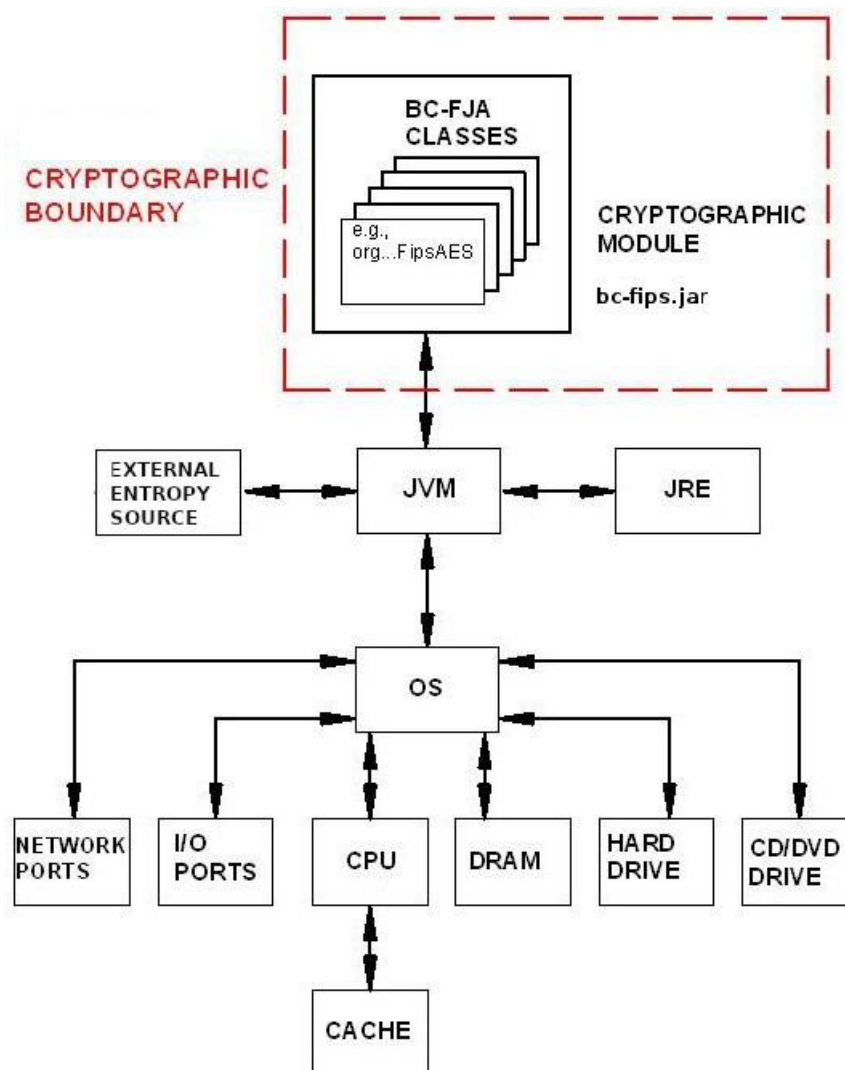 BC-FJA
CLASSES
e.g.,
org...FipsAES
CRYPTOGRAPHIC
BOUNDARY
CRYPTOGRAPHIC
MODULE
bc-fips.jar
EXTERNAL
ENTROPY
SOURCE
JVM
JRE
OS
NETWORK
PORTS
I/O
PORTS
CPU
DRAM
HARD
DRIVE
CD/DVD
DRIVE
CACHE